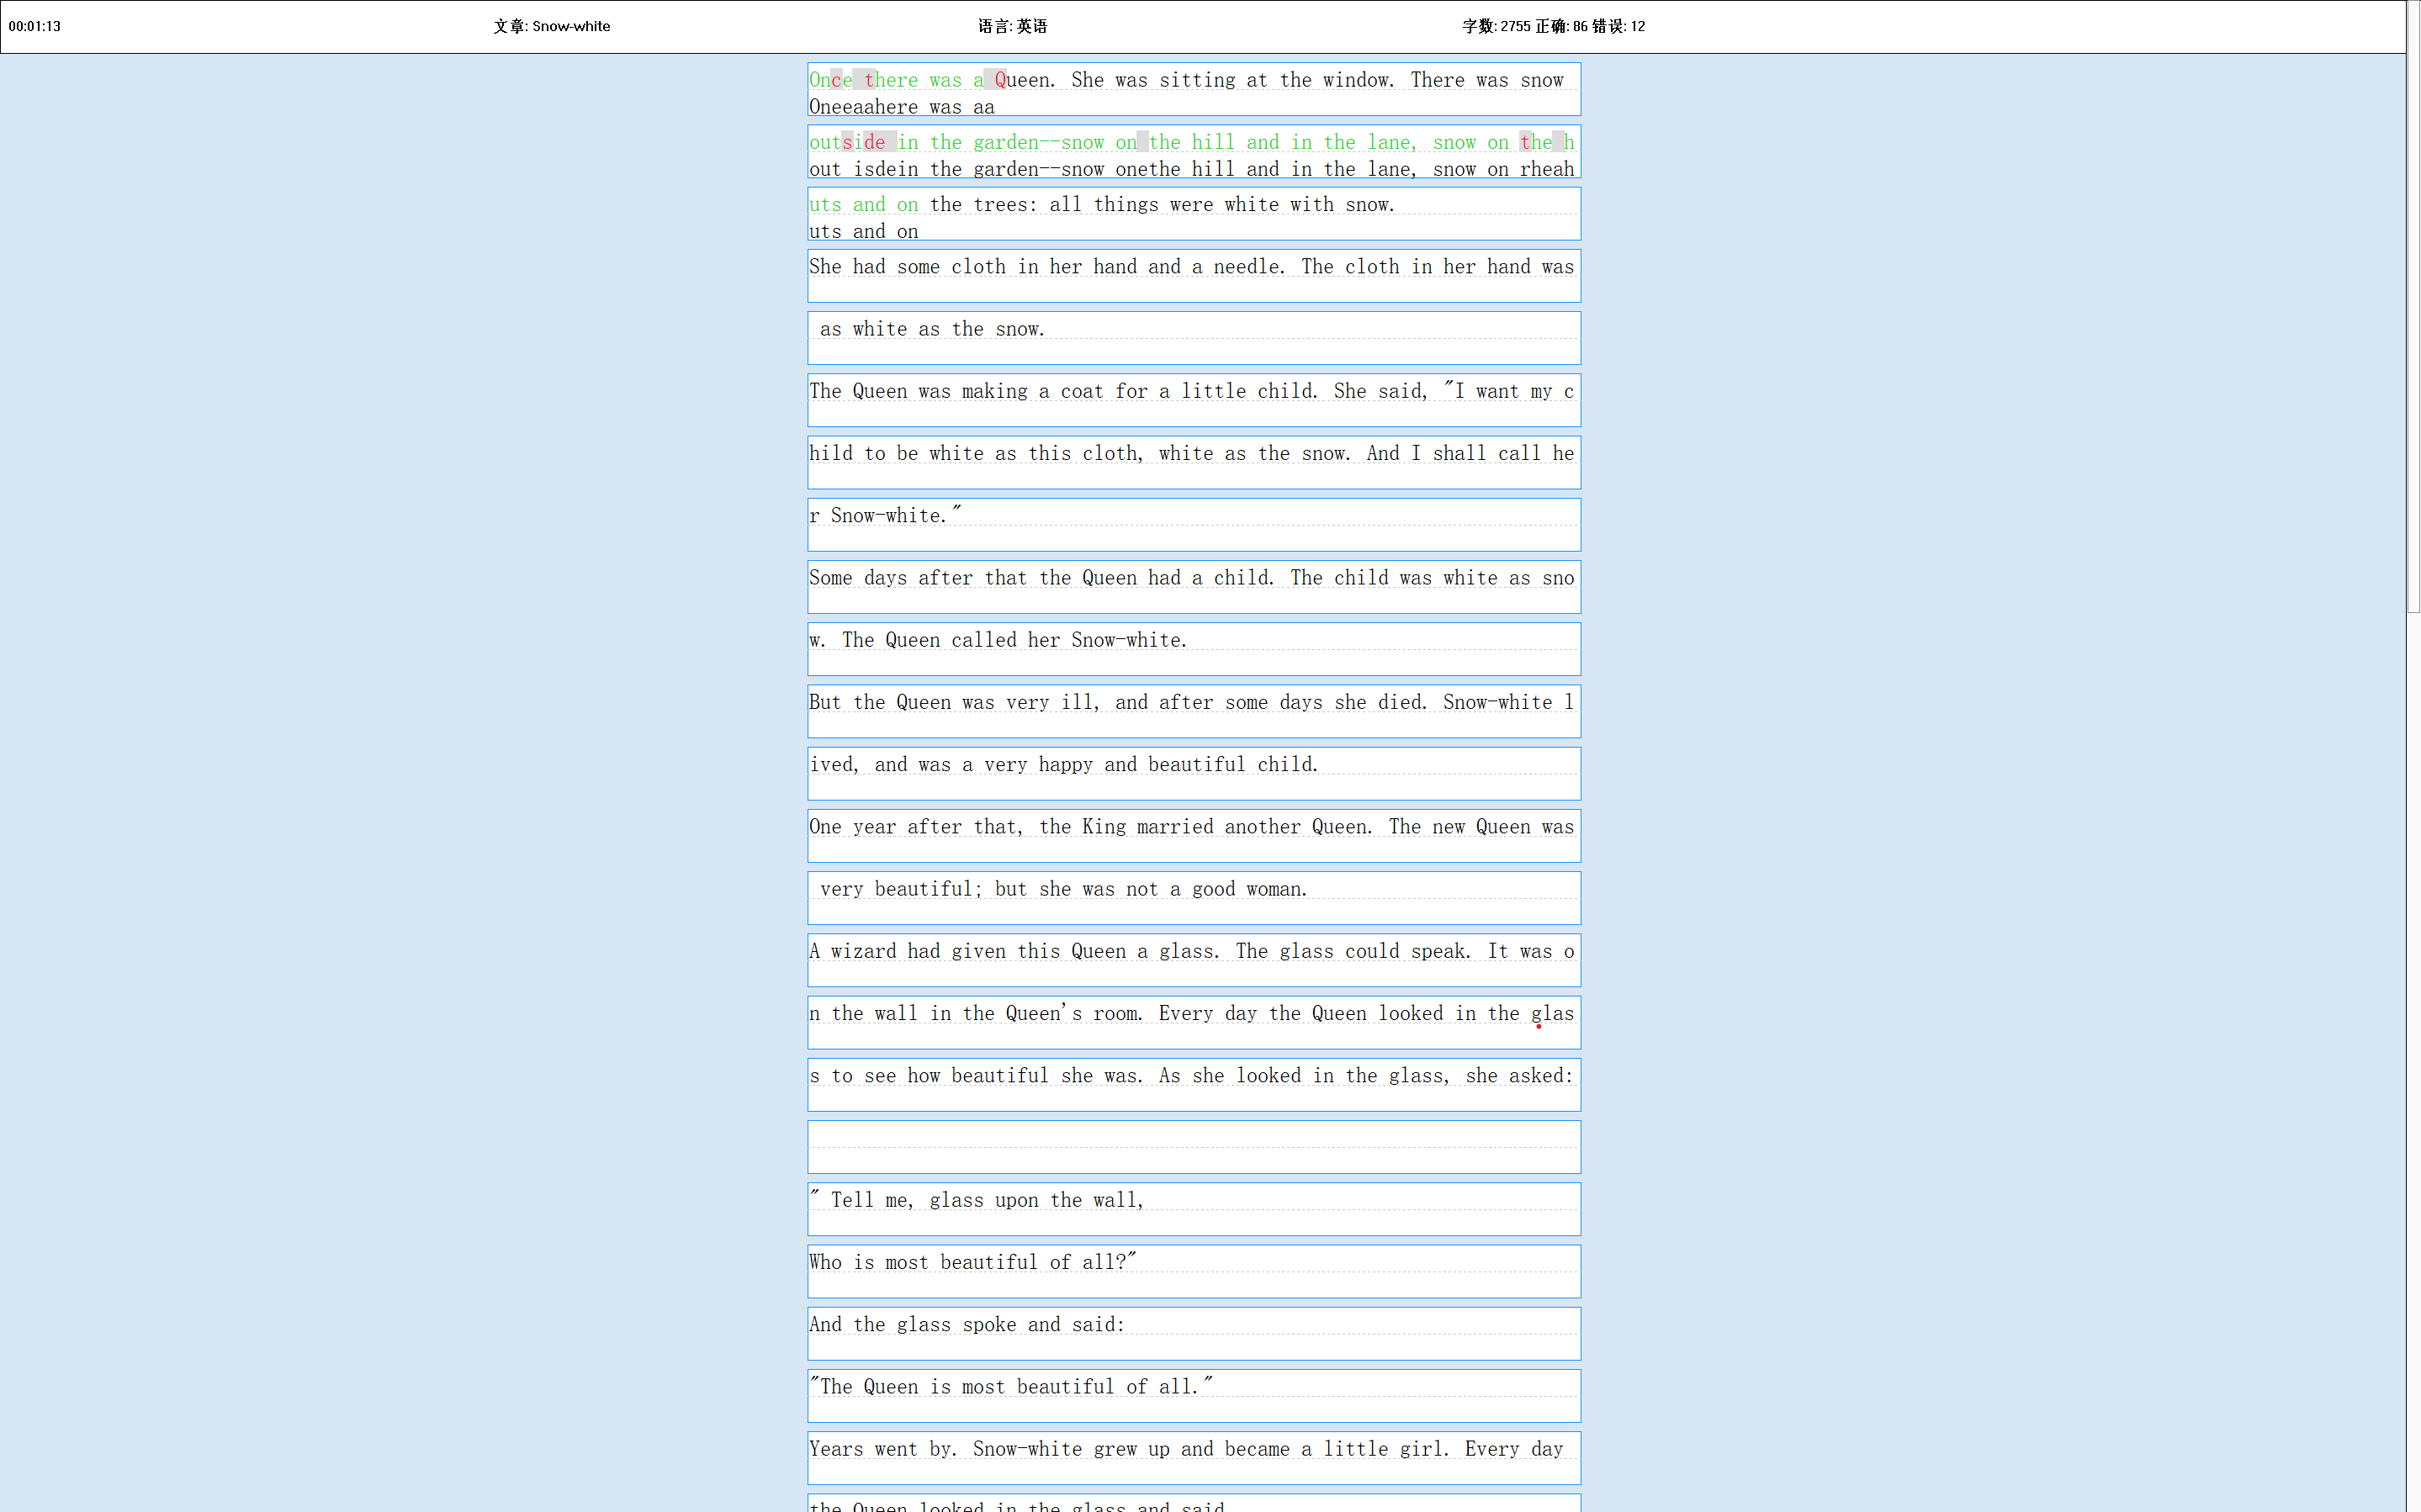 00:01:13 文章: Snow-white 语言: 英语 字数: 2755 正确: 86 错误: 12
Once there was a Queen. She was sitting at the window. There was snow
Oneeaahere was aa
outside in the garden--snow on the hill and in the lane, snow on the h
out isdein the garden--snow onethe hill and in the lane, snow on rheah
uts and on the trees: all things were white with snow.
uts and on
She had some cloth in her hand and a needle. The cloth in her hand was
as white as the snow.
The Queen was making a coat for a little child. She said, "I want my c
hild to be white as this cloth, white as the snow. And I shall call he
r Snow-white."
Some days after that the Queen had a child. The child was white as sno
w. The Queen called her Snow-white.
But the Queen was very ill, and after some days she died. Snow-white l
ived, and was a very happy and beautiful child.
One year after that, the King married another Queen. The new Queen was
very beautiful; but she was not a good woman.
A wizard had given this Queen a glass. The glass could speak. It was o
n the wall in the Queen's room. Every day the Queen looked in the glas
s to see how beautiful she was. As she looked in the glass, she asked:
" Tell me, glass upon the wall,
Who is most beautiful of all?"
And the glass spoke and said:
"The Queen is most beautiful of all."
Years went by. Snow-white grew up and became a little girl. Every day
the Queen looked in the glass and said